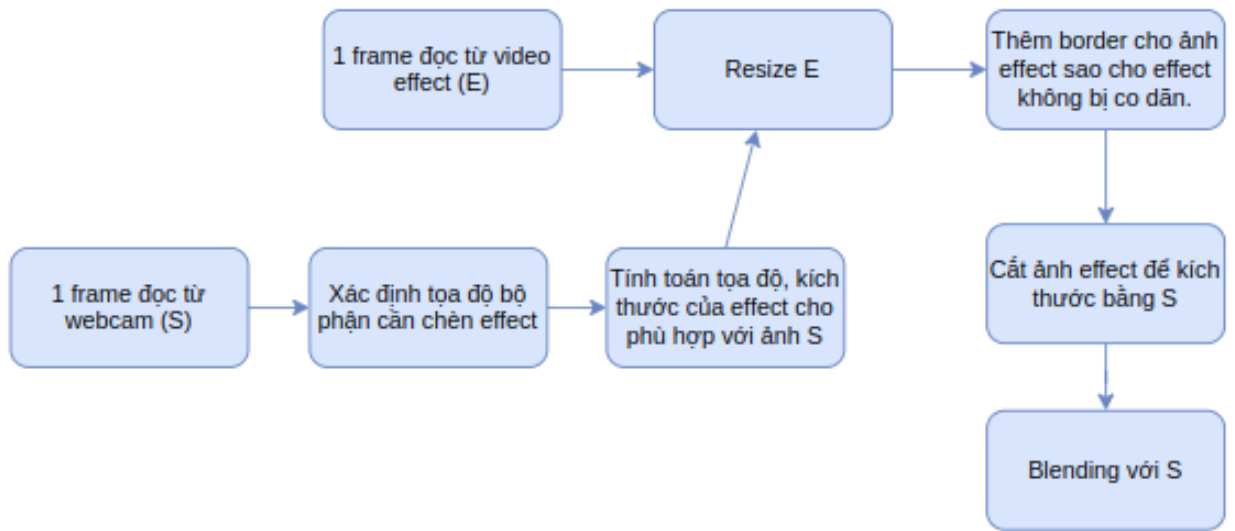 1 frame đọc từ video
effect (E)
Resize E
Thêm border cho ảnh
effect sao cho effect
không bị co dãn.
1 frame đọc từ
webcam (S)
Xác định tọa độ bộ
phận cần chèn effect
Tính toán tọa độ, kích
thước của effect cho
phù hợp với ảnh S
Cắt ảnh effect để kích
thước bằng S
Blending với S